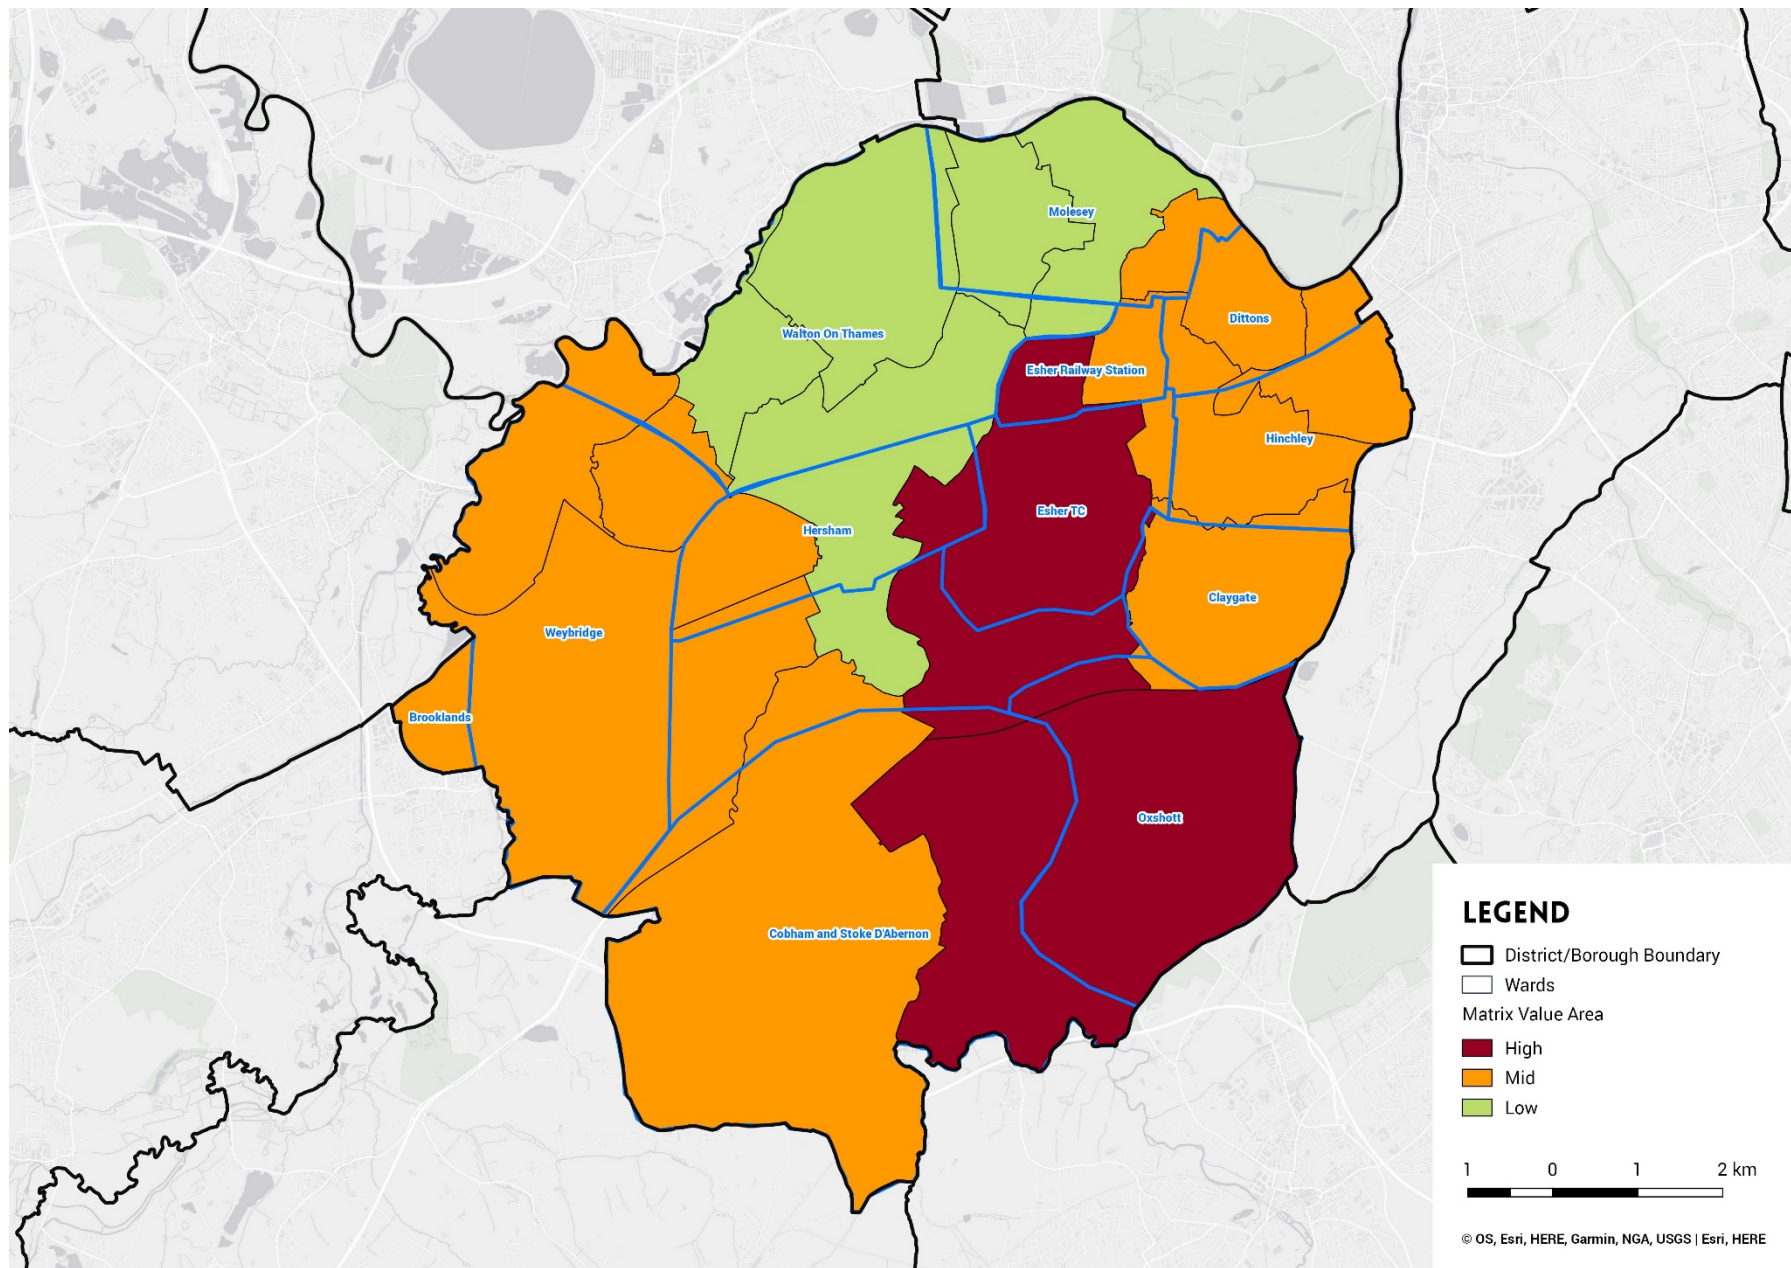 Molesey
Dittons
Walton On Thames
Esher Railway Station
Hinchley
Esher TC
Hersham
Claygate
Weybridge
Brooklands
Oxshott
Cobham and Stoke D'Abernon
LEGEND
District/Borough Boundary
Wards
Matrix Value Area
High
Mid
Low
1 0 1 2 km
© OS, Esri, HERE, Garmin, NGA, USGS | Esri, HERE